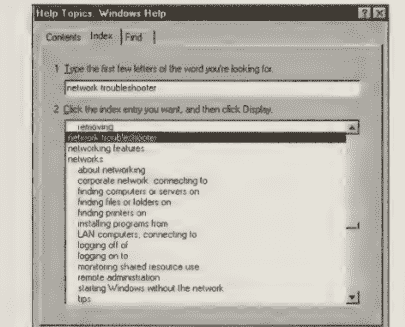 Help Topics: Windows Help
Contents Index Find
1 Type the first few letters of the word you're looking for.
network troubleshooter
2 Click the index entry you want, and then click Display.
removing
network troubleshooter
networking features
networks
about networking
corporate network, connecting to
finding computers or servers on
finding files or folders on
finding printers on
installing programs from
LAN computers, connecting to
logging off of
logging on to
monitoring shared resource use
remote administration
starting Windows without the network
tips